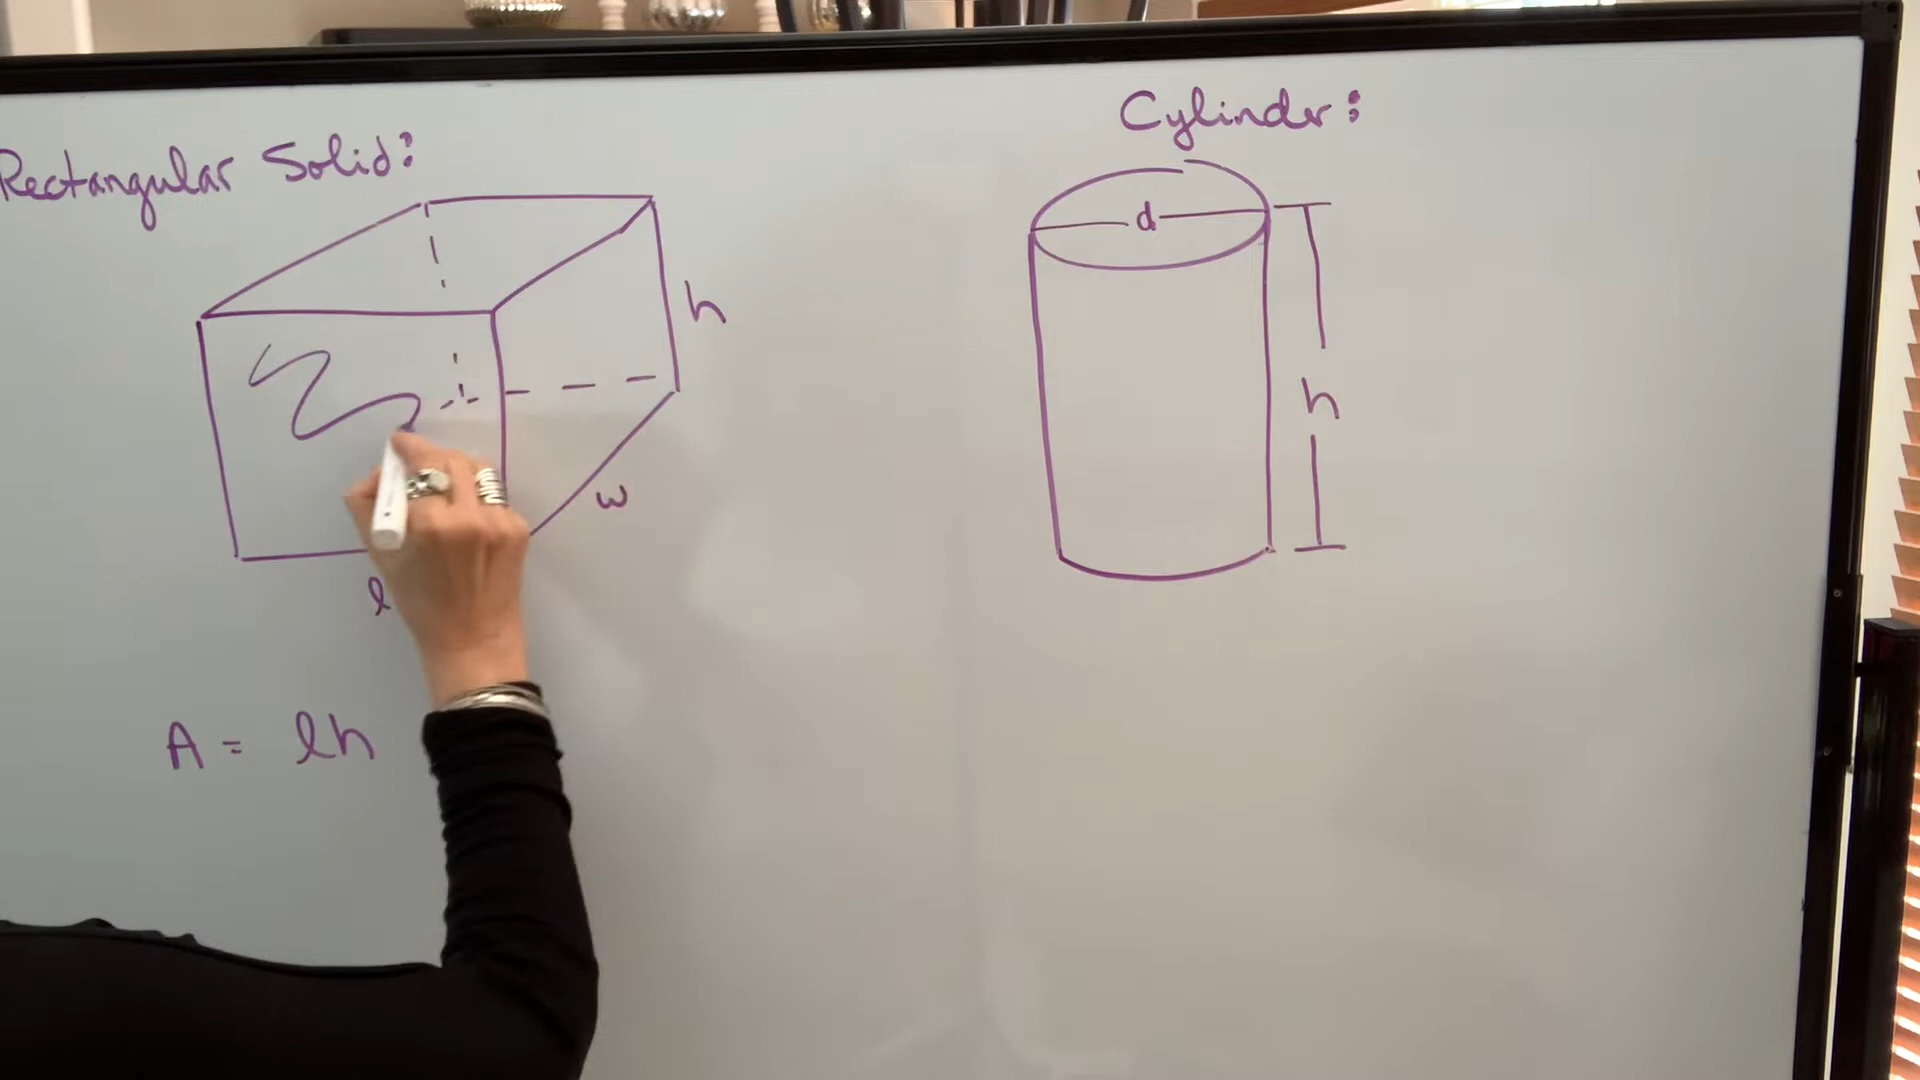 Rectangular Solid:
h
w
l
A = lh
Cylinder:
d
h